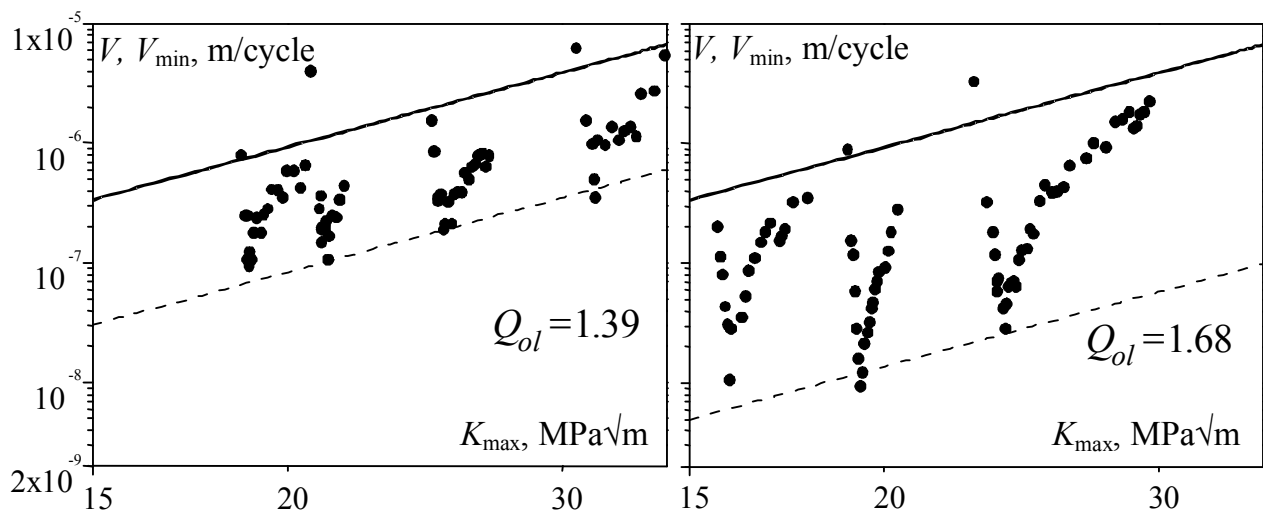 1x10⁻⁵
V, Vmin, m/cycle
10⁻⁶
10⁻⁷
10⁻⁸
2x10⁻⁹
Qol=1.39
Kmax, MPa√m
15 20 30
V, Vmin, m/cycle
Qol=1.68
Kmax, MPa√m
15 20 30